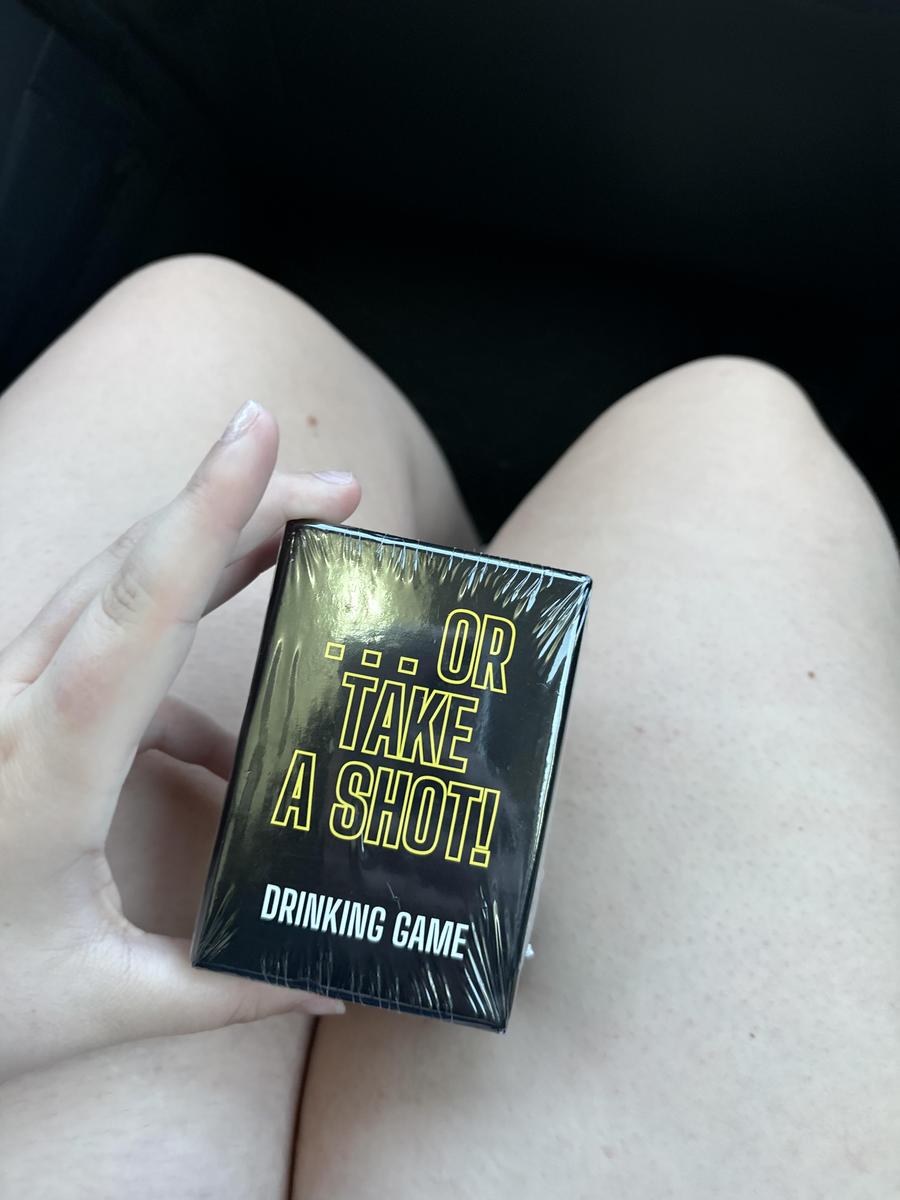 ... OR
TAKE
A SHOT!
DRINKING GAME